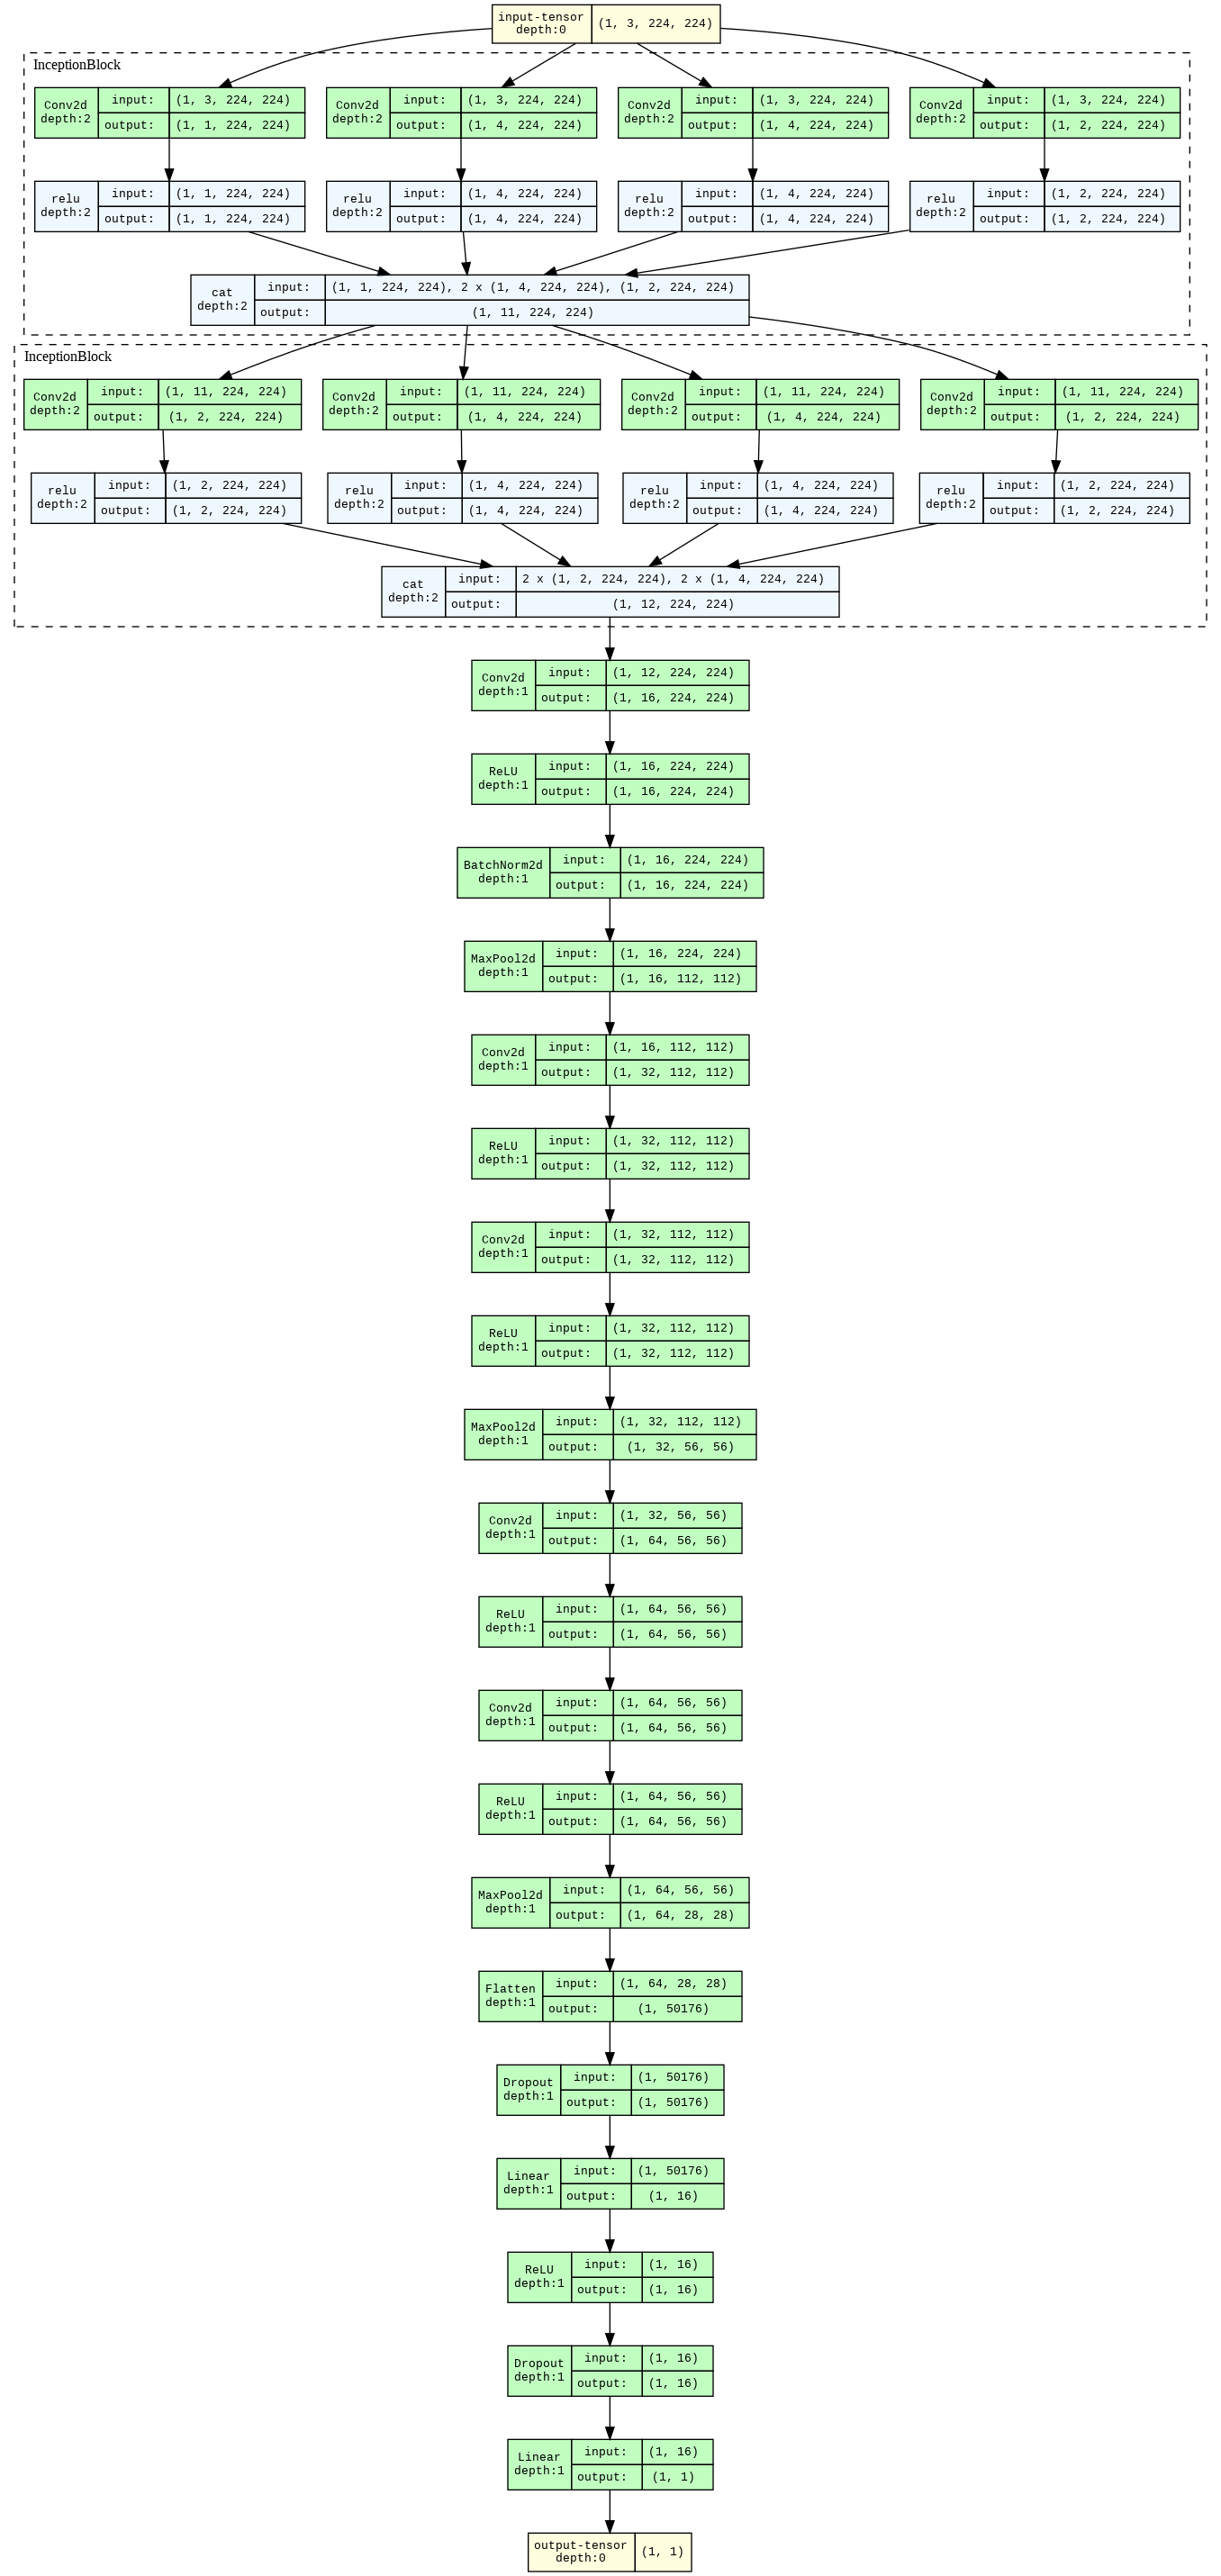 input-tensor
depth:0
(1, 3, 224, 224)
InceptionBlock
Conv2d
depth:2
input:
(1, 3, 224, 224)
output:
(1, 1, 224, 224)
Conv2d
depth:2
input:
(1, 3, 224, 224)
output:
(1, 4, 224, 224)
Conv2d
depth:2
input:
(1, 3, 224, 224)
output:
(1, 4, 224, 224)
Conv2d
depth:2
input:
(1, 3, 224, 224)
output:
(1, 2, 224, 224)
relu
depth:2
input:
(1, 1, 224, 224)
output:
(1, 1, 224, 224)
relu
depth:2
input:
(1, 4, 224, 224)
output:
(1, 4, 224, 224)
relu
depth:2
input:
(1, 4, 224, 224)
output:
(1, 4, 224, 224)
relu
depth:2
input:
(1, 2, 224, 224)
output:
(1, 2, 224, 224)
cat
depth:2
input:
(1, 1, 224, 224), 2 x (1, 4, 224, 224), (1, 2, 224, 224)
output:
(1, 11, 224, 224)
InceptionBlock
Conv2d
depth:2
input:
(1, 11, 224, 224)
output:
(1, 2, 224, 224)
Conv2d
depth:2
input:
(1, 11, 224, 224)
output:
(1, 4, 224, 224)
Conv2d
depth:2
input:
(1, 11, 224, 224)
output:
(1, 4, 224, 224)
Conv2d
depth:2
input:
(1, 11, 224, 224)
output:
(1, 2, 224, 224)
relu
depth:2
input:
(1, 2, 224, 224)
output:
(1, 2, 224, 224)
relu
depth:2
input:
(1, 4, 224, 224)
output:
(1, 4, 224, 224)
relu
depth:2
input:
(1, 4, 224, 224)
output:
(1, 4, 224, 224)
relu
depth:2
input:
(1, 2, 224, 224)
output:
(1, 2, 224, 224)
cat
depth:2
input:
2 x (1, 2, 224, 224), 2 x (1, 4, 224, 224)
output:
(1, 12, 224, 224)
Conv2d
depth:1
input:
(1, 12, 224, 224)
output:
(1, 16, 224, 224)
ReLU
depth:1
input:
(1, 16, 224, 224)
output:
(1, 16, 224, 224)
BatchNorm2d
depth:1
input:
(1, 16, 224, 224)
output:
(1, 16, 224, 224)
MaxPool2d
depth:1
input:
(1, 16, 224, 224)
output:
(1, 16, 112, 112)
Conv2d
depth:1
input:
(1, 16, 112, 112)
output:
(1, 32, 112, 112)
ReLU
depth:1
input:
(1, 32, 112, 112)
output:
(1, 32, 112, 112)
Conv2d
depth:1
input:
(1, 32, 112, 112)
output:
(1, 32, 112, 112)
ReLU
depth:1
input:
(1, 32, 112, 112)
output:
(1, 32, 112, 112)
MaxPool2d
depth:1
input:
(1, 32, 112, 112)
output:
(1, 32, 56, 56)
Conv2d
depth:1
input:
(1, 32, 56, 56)
output:
(1, 64, 56, 56)
ReLU
depth:1
input:
(1, 64, 56, 56)
output:
(1, 64, 56, 56)
Conv2d
depth:1
input:
(1, 64, 56, 56)
output:
(1, 64, 56, 56)
ReLU
depth:1
input:
(1, 64, 56, 56)
output:
(1, 64, 56, 56)
MaxPool2d
depth:1
input:
(1, 64, 56, 56)
output:
(1, 64, 28, 28)
Flatten
depth:1
input:
(1, 64, 28, 28)
output:
(1, 50176)
Dropout
depth:1
input:
(1, 50176)
output:
(1, 50176)
Linear
depth:1
input:
(1, 50176)
output:
(1, 16)
ReLU
depth:1
input:
(1, 16)
output:
(1, 16)
Dropout
depth:1
input:
(1, 16)
output:
(1, 16)
Linear
depth:1
input:
(1, 16)
output:
(1, 1)
output-tensor
depth:0
(1, 1)